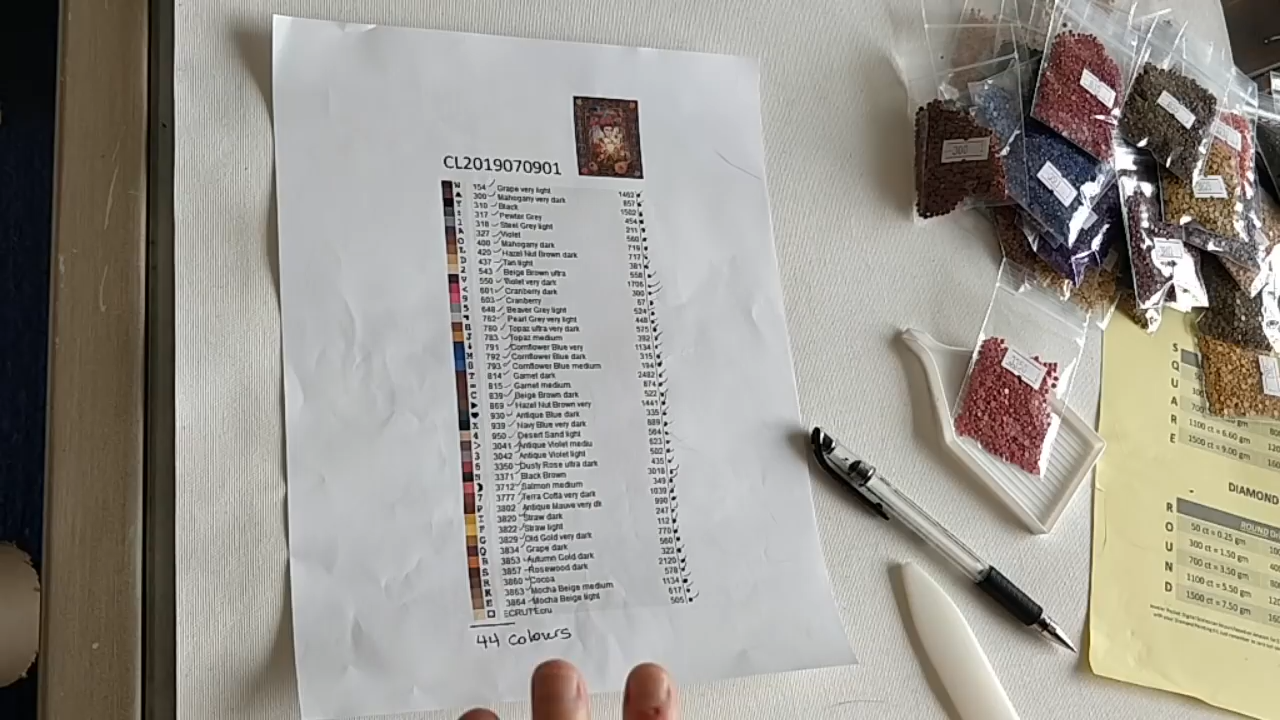 CL2019070901
W 154 Grape very light 1462
300 Mahogany very dark 857
310 Black 1502
317 Pewter Grey 454
318 Steel Grey light 211
327 Violet 560
400 Mahogany dark 719
420 Hazel Nut Brown dark 717
437 Tan light 381
543 Beige Brown ultra 558
550 Violet very dark 1706
601 Cranberry dark 300
603 Cranberry 67
648 Beaver Grey light 524
762 Pearl Grey very light 448
780 Topaz ultra very dark 575
783 Topaz medium 392
791 Cornflower Blue very 1134
792 Cornflower Blue dark 315
793 Cornflower Blue medium 194
814 Garnet dark 2482
815 Garnet medium 874
839 Beige Brown dark 522
869 Hazel Nut Brown very 1441
930 Antique Blue dark 335
939 Navy Blue very dark 889
950 Desert Sand light 564
3041 Antique Violet mediu 623
3042 Antique Violet light 502
3350 Dusty Rose ultra dark 435
3371 Black Brown 3018
3712 Salmon medium 349
3777 Terra Cotta very dark 1039
3802 Antique Mauve very dk 990
3820 Straw dark 247
3822 Straw light 112
3829 Old Gold very dark 770
3834 Grape dark 560
3853 Autumn Gold dark 322
3857 Rosewood dark 2120
3860 Cocoa 578
3863 Mocha Beige medium 1134
3864 Mocha Beige light 617
ECRUT Ecru 505
44 colours
300
SQUARE
1100 ct = 6.60 gm
1500 ct = 9.00 gm
DIAMOND
ROUND
50 ct = 0.25 gm
300 ct = 1.50 gm
700 ct = 3.50 gm
1100 ct = 5.50 gm
1500 ct = 7.50 gm